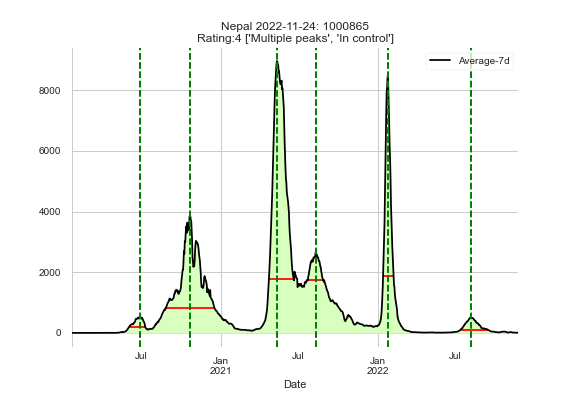 Nepal 2022-11-24: 1000865
Rating:4 ['Multiple peaks', 'In control']
Average-7d
8000
6000
4000
2000
0
Jul
Jan
2021
Jul
Jan
2022
Jul
Date